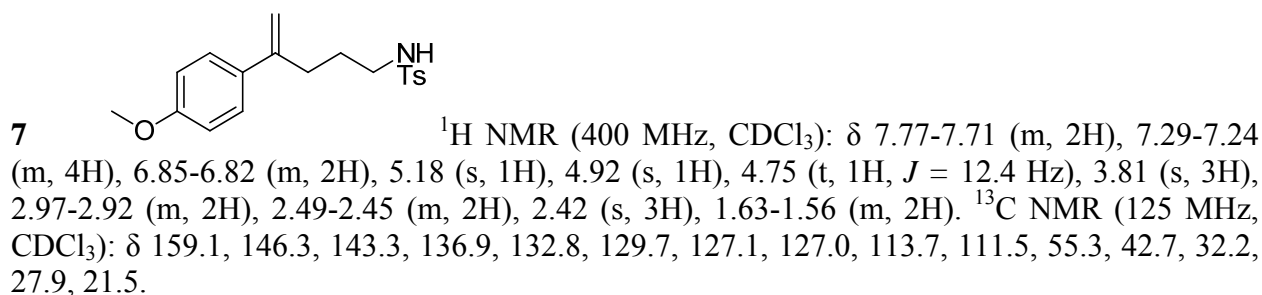 NH
Ts
O
7 ¹H NMR (400 MHz, CDCl₃): δ 7.77-7.71 (m, 2H), 7.29-7.24
(m, 4H), 6.85-6.82 (m, 2H), 5.18 (s, 1H), 4.92 (s, 1H), 4.75 (t, 1H, J = 12.4 Hz), 3.81 (s, 3H),
2.97-2.92 (m, 2H), 2.49-2.45 (m, 2H), 2.42 (s, 3H), 1.63-1.56 (m, 2H). ¹³C NMR (125 MHz,
CDCl₃): δ 159.1, 146.3, 143.3, 136.9, 132.8, 129.7, 127.1, 127.0, 113.7, 111.5, 55.3, 42.7, 32.2,
27.9, 21.5.